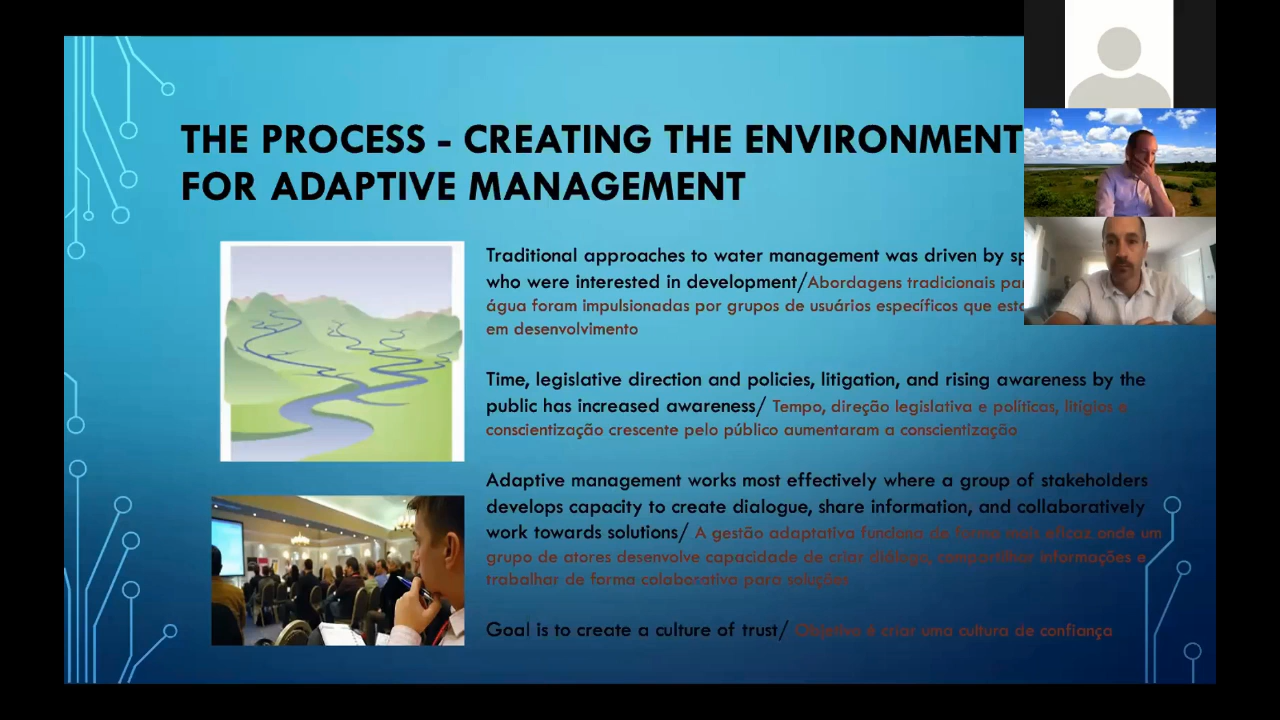 THE PROCESS - CREATING THE ENVIRONMENT
FOR ADAPTIVE MANAGEMENT
Traditional approaches to water management was driven by
who were interested in development/Abordagens tradicionais
água foram impulsionadas por grupos de usuários específicos que
em desenvolvimento
Time, legislative direction and policies, litigation, and rising awareness by the
public has increased awareness/ Tempo, direção legislativa e políticas, litígios e
conscientização crescente pelo público aumentaram a conscientização
Adaptive management works most effectively where a group of stakeholders
develops capacity to create dialogue, share information, and collaboratively
work towards solutions/ A gestão adaptativa funciona de forma mais eficaz onde um
grupo de atores desenvolve capacidade de criar diálogo, compartilhar informações e
trabalhar de forma colaborativa para soluções
Goal is to create a culture of trust/ Objetivo é criar uma cultura de confiança